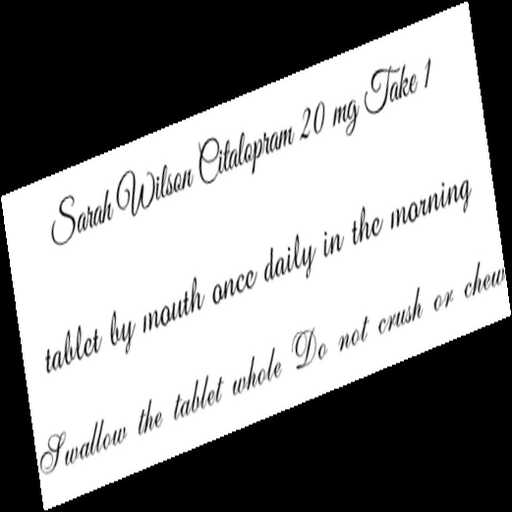 Sarah Wilson Citalopram 20 mg Take 1
tablet by mouth once daily in the morning
Swallow the tablet whole Do not crush or chew